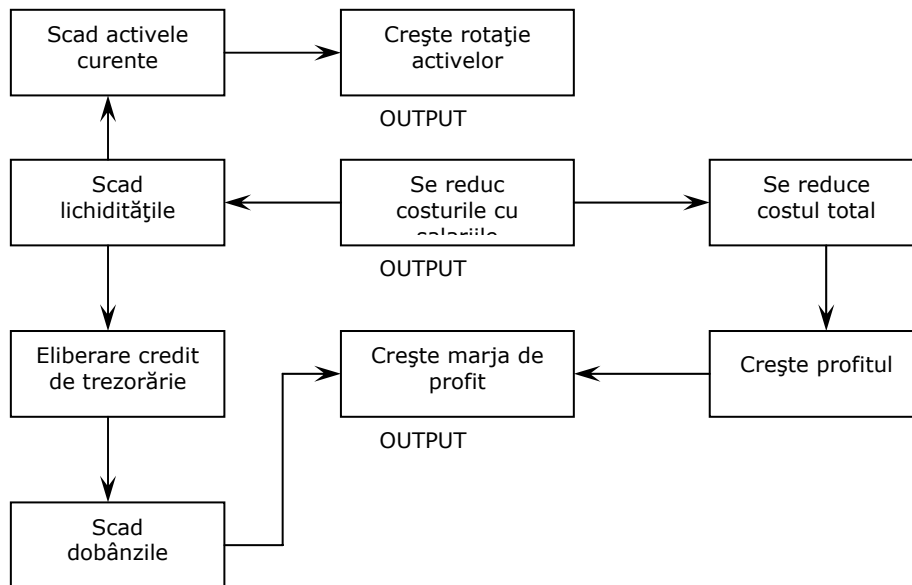 Scad activele
curente
Creşte rotaţie
activelor
OUTPUT
Scad
lichidităţile
Se reduc
costurile cu
Se reduce
costul total
OUTPUT
Eliberare credit
de trezorărie
Creşte marja de
profit
Creşte profitul
OUTPUT
Scad
dobânzile